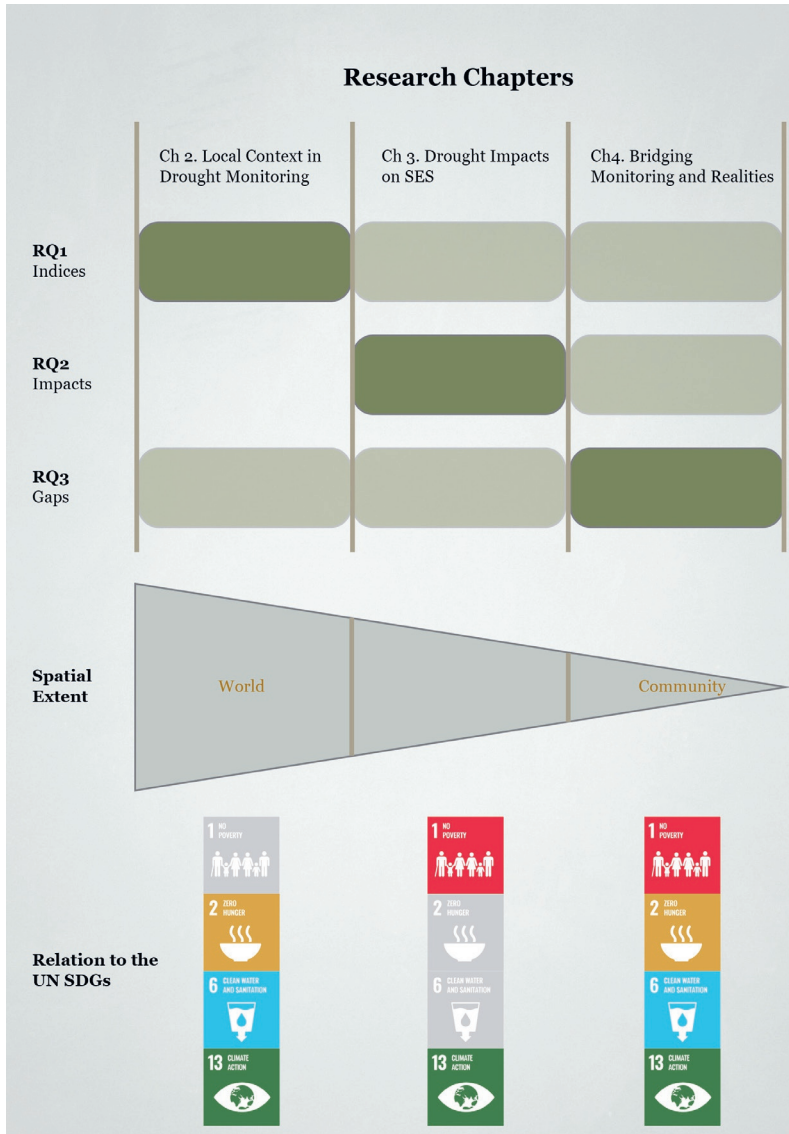 Research Chapters
Ch 2. Local Context in
Drought Monitoring
Ch 3. Drought Impacts
on SES
Ch4. Bridging
Monitoring and Realities
RQ1
Indices
RQ2
Impacts
RQ3
Gaps
Spatial
Extent
World
Community
Relation to the
UN SDGs
1 NO
POVERTY
2 ZERO
HUNGER
6 CLEAN WATER
AND SANITATION
13 CLIMATE
ACTION
1 NO
POVERTY
2 ZERO
HUNGER
6 CLEAN WATER
AND SANITATION
13 CLIMATE
ACTION
1 NO
POVERTY
2 ZERO
HUNGER
6 CLEAN WATER
AND SANITATION
13 CLIMATE
ACTION